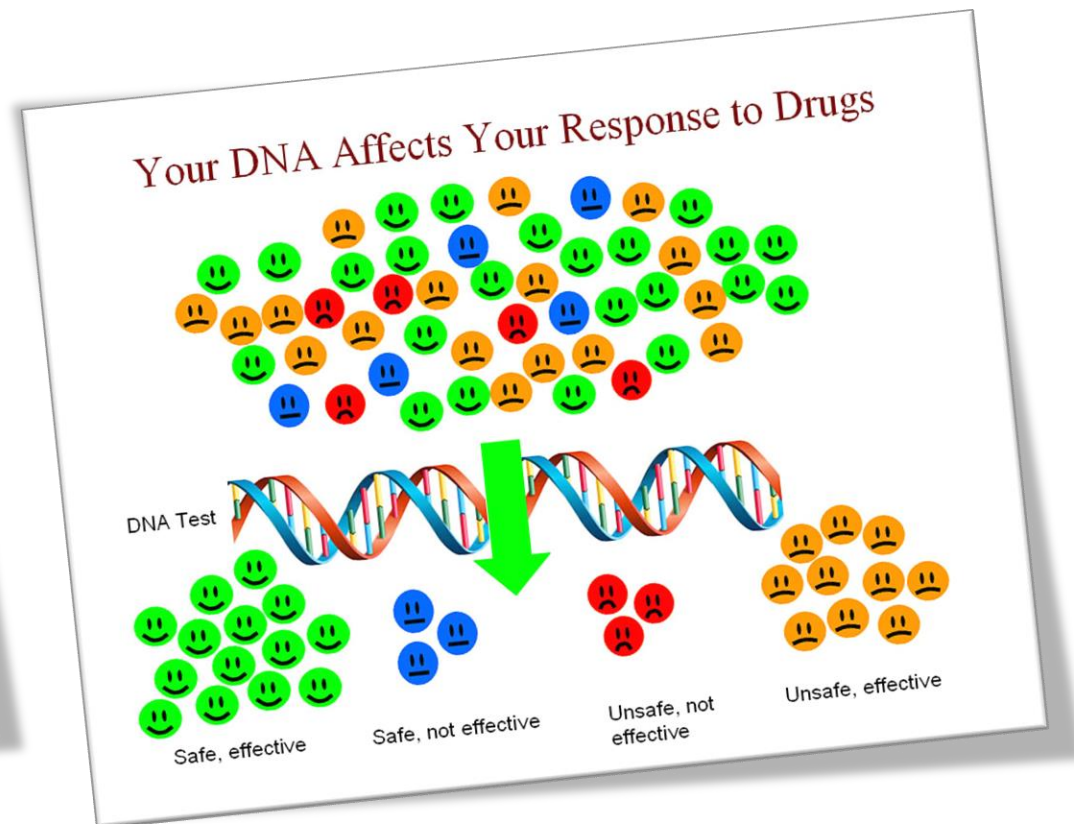 Your DNA Affects Your Response to Drugs
DNA Test
Safe, effective
Safe, not effective
Unsafe, not
effective
Unsafe, effective